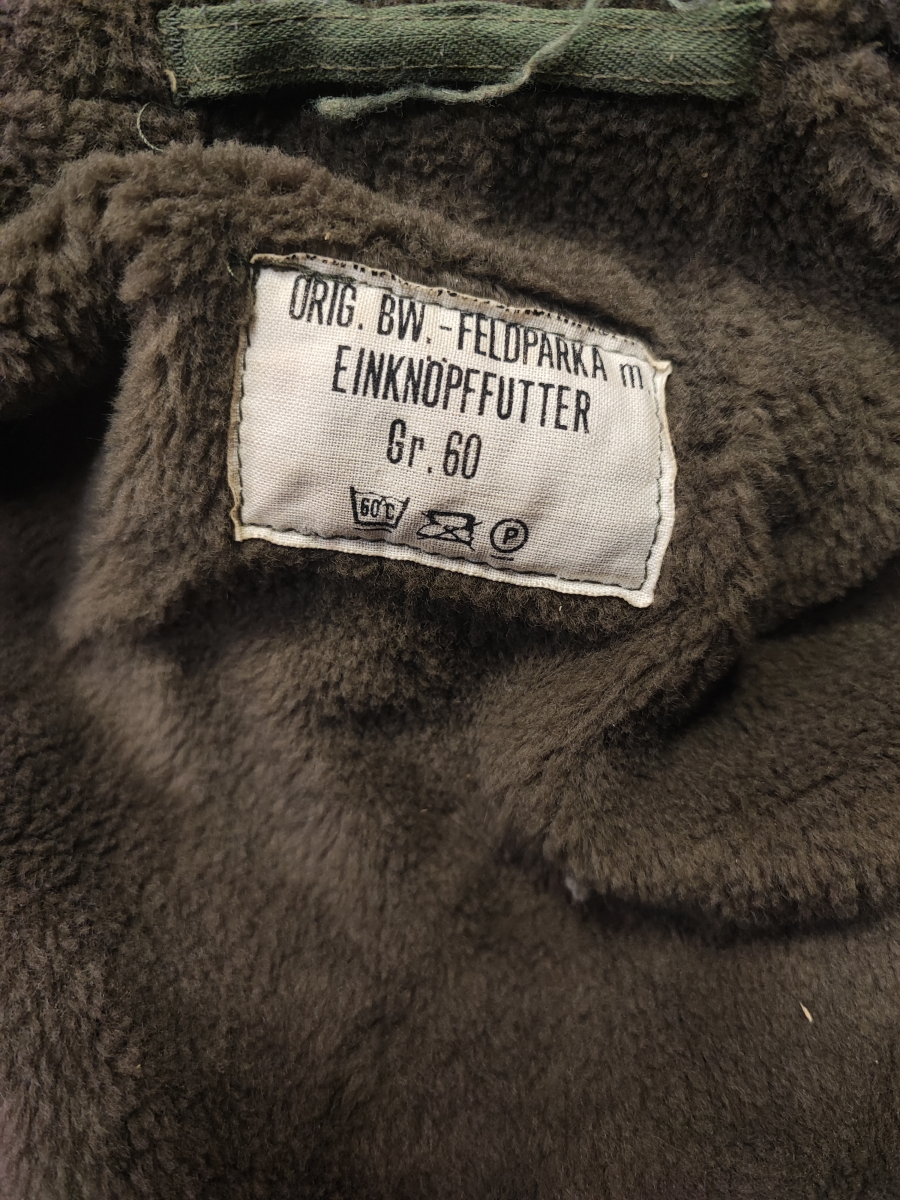 ORIG. BW.-FELDPARKA m
EINKNÖPFFUTTER
Gr. 60
60°C
P